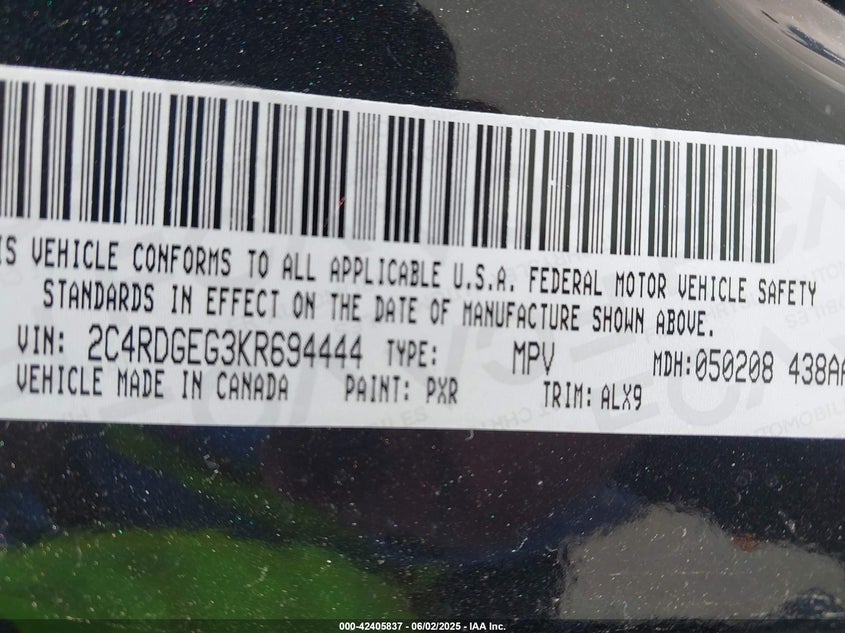 IS VEHICLE CONFORMS TO ALL APPLICABLE U.S.A. FEDERAL MOTOR VEHICLE SAFETY
STANDARDS IN EFFECT ON THE DATE OF MANUFACTURE SHOWN ABOVE.
VIN: 2C4RDGEG3KR694444 TYPE: MPV MDH:050208 438AA
VEHICLE MADE IN CANADA PAINT: PXR TRIM: ALX9
000-42405837 - 06/02/2025 - IAA Inc.